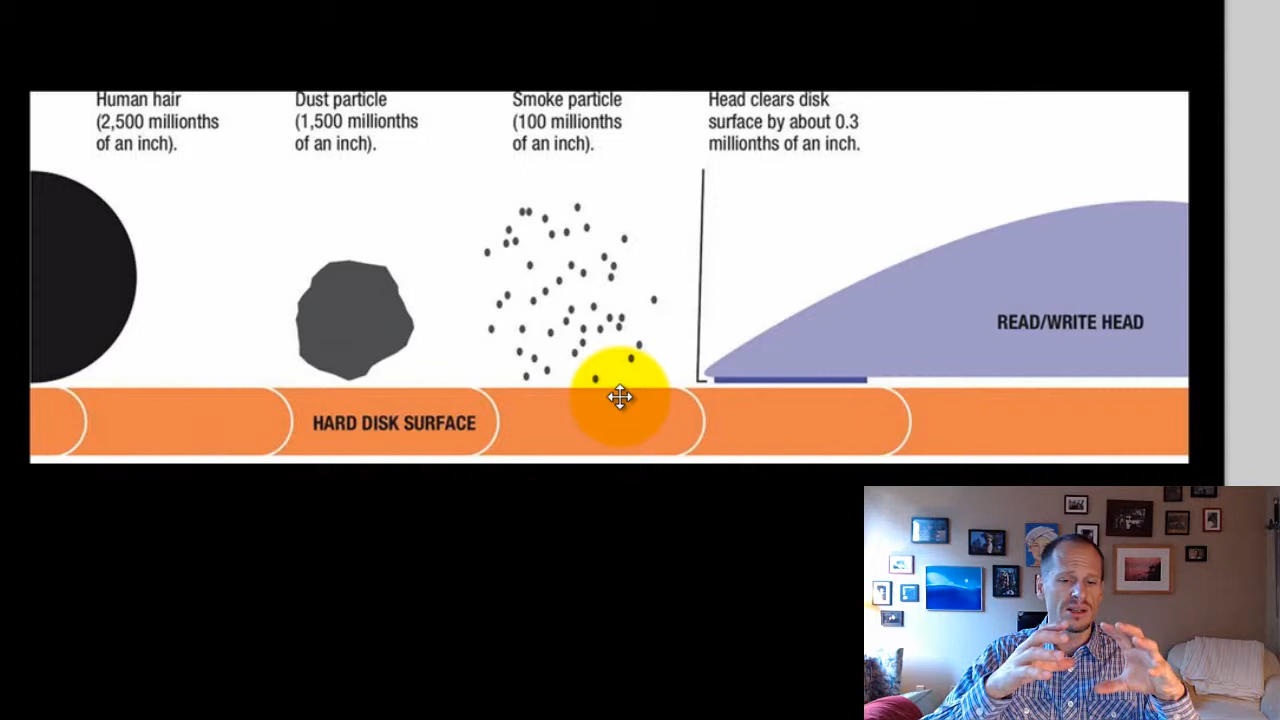 Human hair
(2,500 millionths
of an inch).
Dust particle
(1,500 millionths
of an inch).
Smoke particle
(100 millionths
of an inch).
Head clears disk
surface by about 0.3
millionths of an inch.
READ/WRITE HEAD
HARD DISK SURFACE